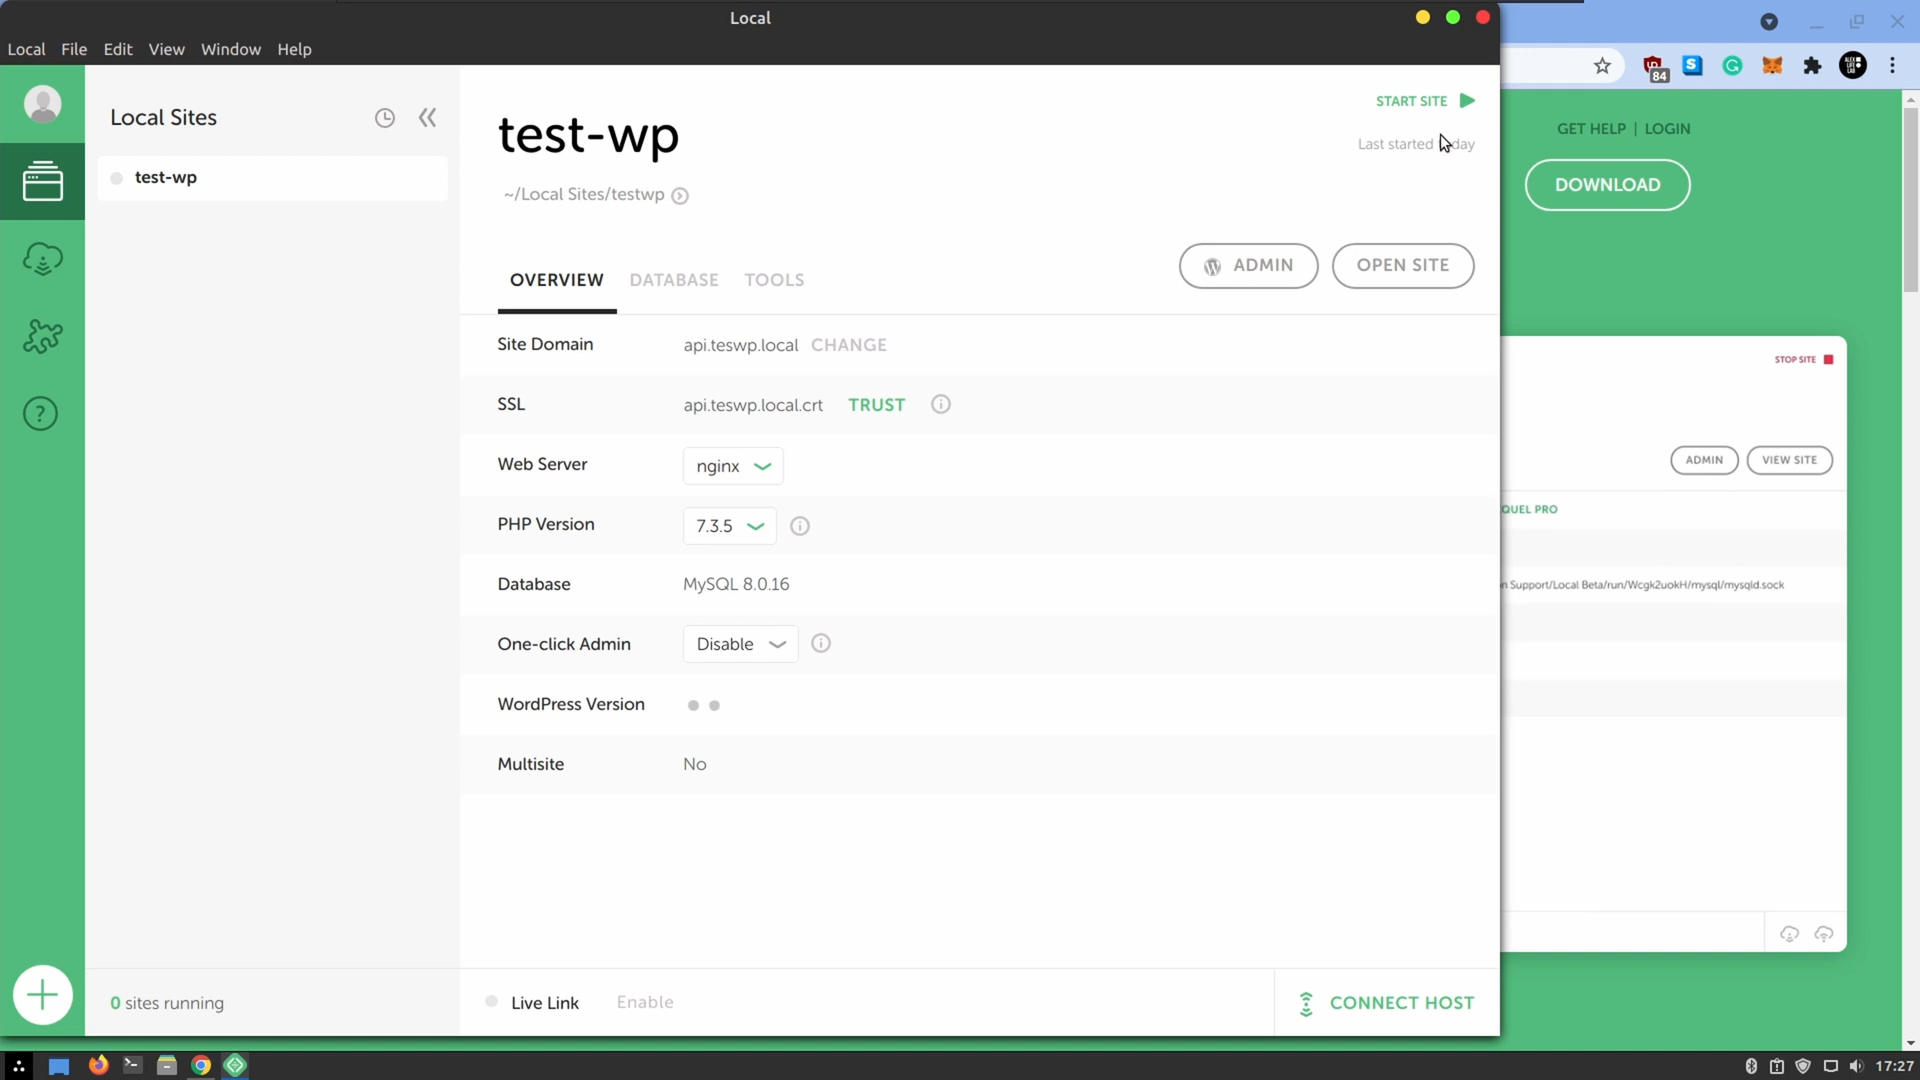 Local
Local File Edit View Window Help
84
Local Sites
test-wp
0 sites running
START SITE
test-wp
Last started
~/Local Sites/testwp
OVERVIEW DATABASE TOOLS
ADMIN OPEN SITE
Site Domain api.teswp.local CHANGE
SSL api.teswp.local.crt TRUST
Web Server nginx
PHP Version 7.3.5
Database MySQL 8.0.16
One-click Admin Disable
WordPress Version
Multisite No
Live Link Enable
CONNECT HOST
GET HELP | LOGIN
DOWNLOAD
STOP SITE
ADMIN VIEW SITE
QUEL PRO
n Support/Local Beta/run/Wcgk2uokH/mysql/mysqld.sock
17:27